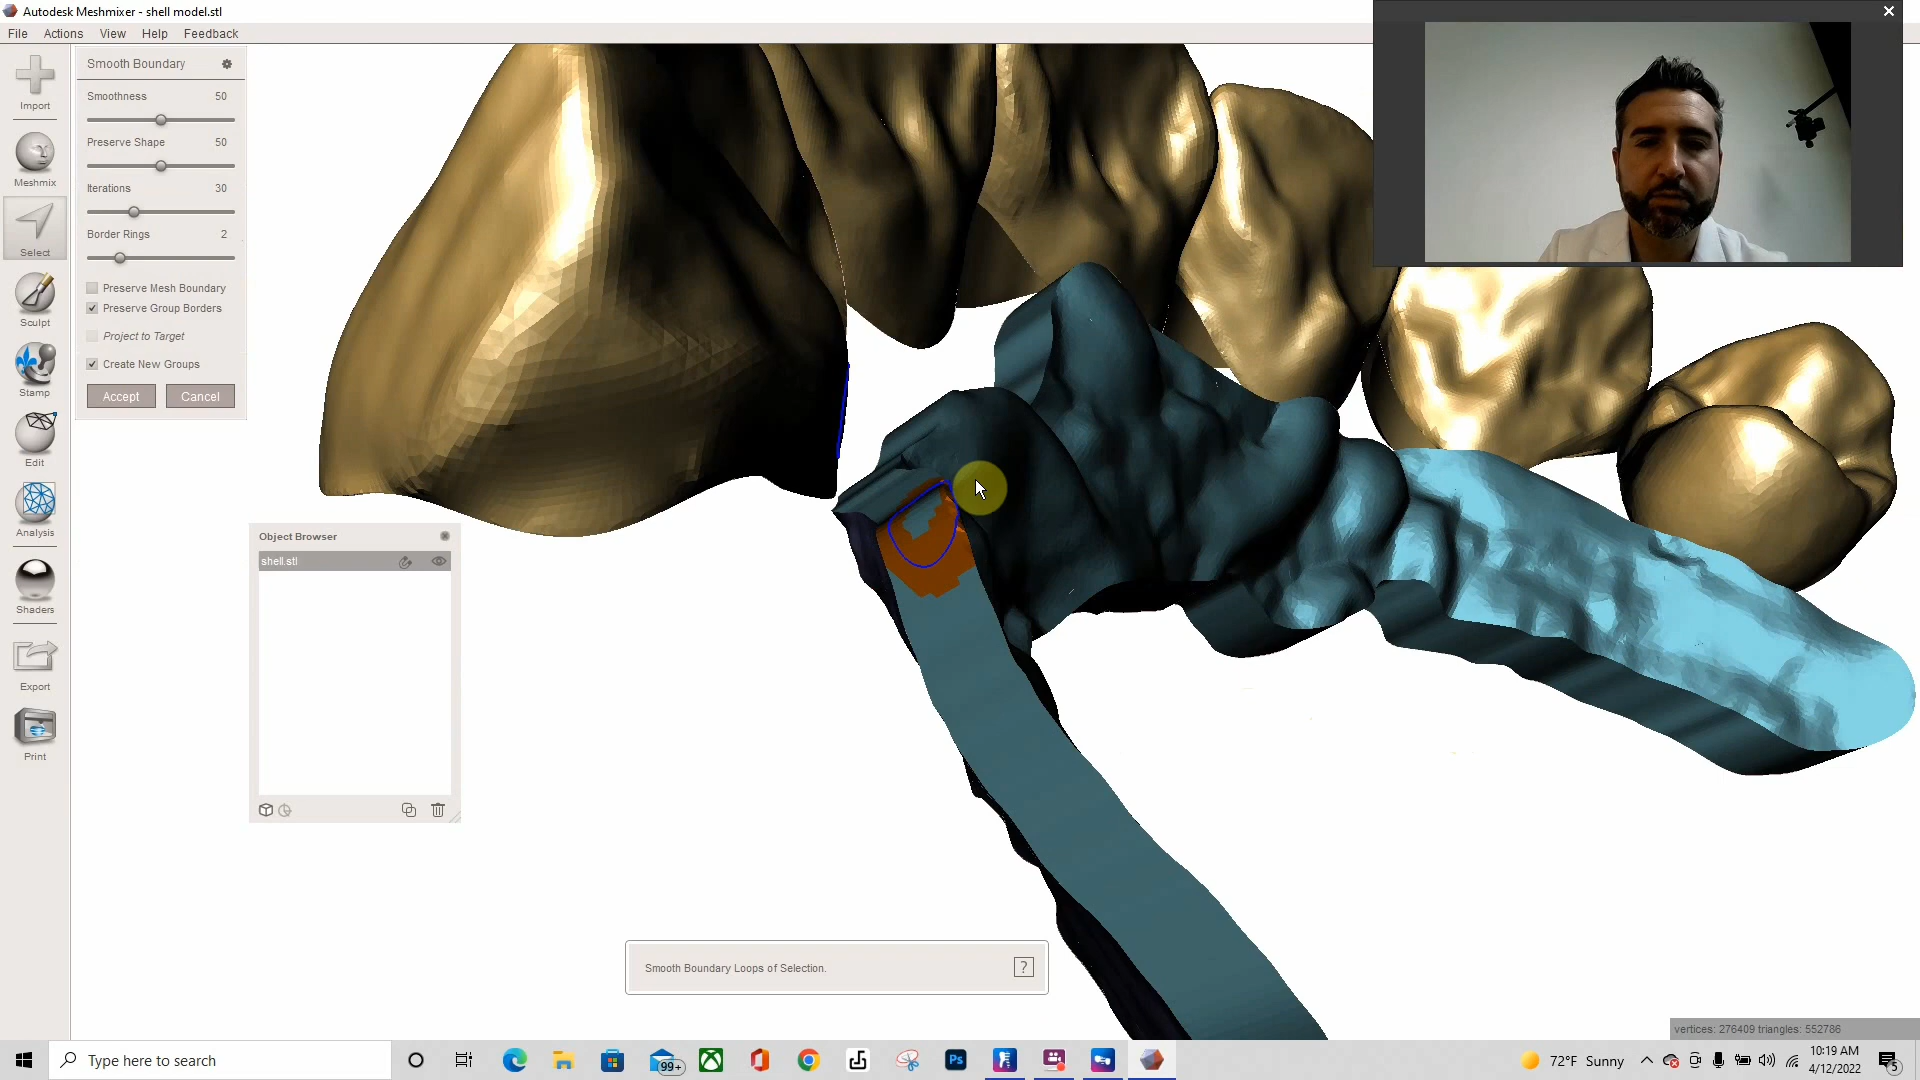 Autodesk Meshmixer - shell model.stl
File Actions View Help Feedback
Import
Meshmix
Select
Sculpt
Stamp
Edit
Analysis
Shaders
Export
Print
Smooth Boundary
Smoothness 50
Preserve Shape 50
Iterations 30
Border Rings 2
Preserve Mesh Boundary
Preserve Group Borders
Project to Target
Create New Groups
Accept Cancel
Object Browser
shell.stl
Smooth Boundary Loops of Selection. ?
vertices: 276409 triangles: 552786
Type here to search
99+
Ps
72°F Sunny
10:19 AM
4/12/2022
5